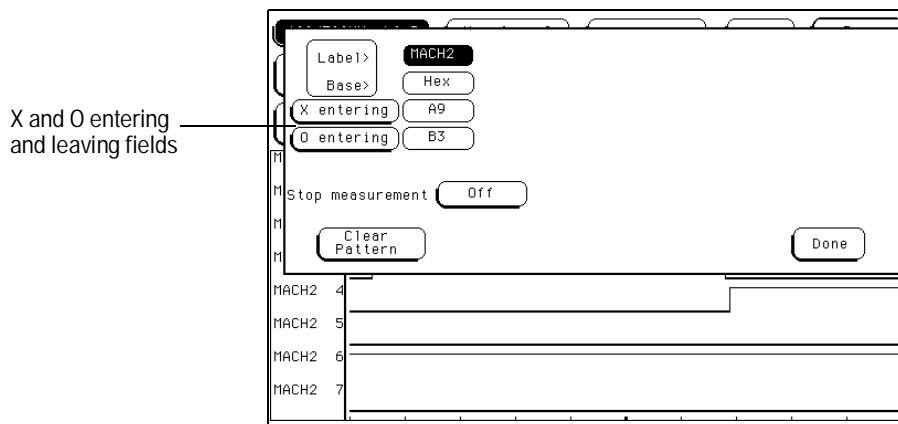 Label>
MACH2
Base>
Hex
X entering
A9
O entering
B3
X and O entering
and leaving fields
Stop measurement
Off
Clear
Pattern
Done
M
M
M
M
MACH2 4
MACH2 5
MACH2 6
MACH2 7